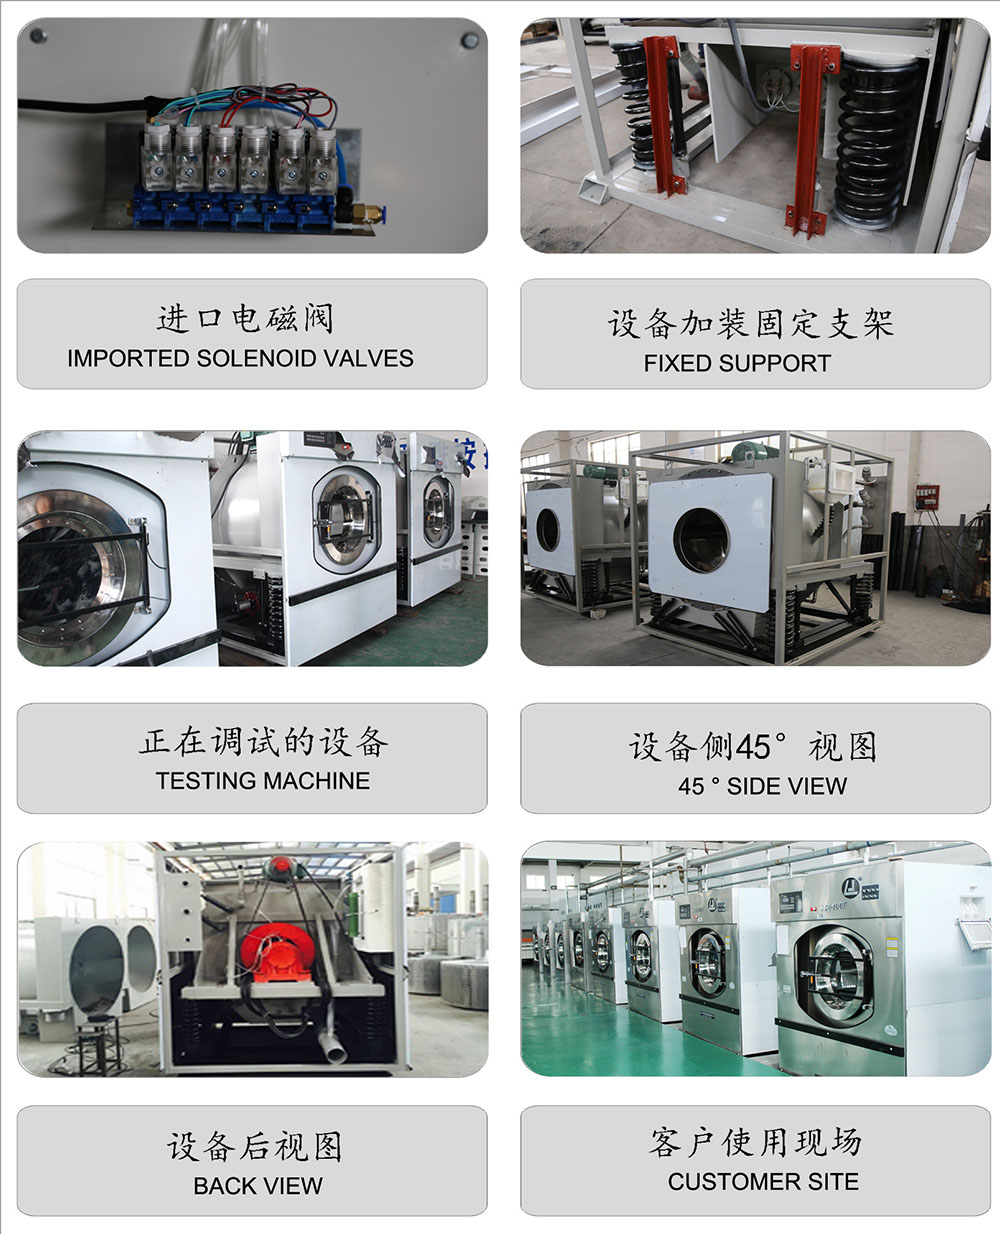 进口电磁阀
IMPORTED SOLENOID VALVES
设备加装固定支架
FIXED SUPPORT
正在调试的设备
TESTING MACHINE
设备侧45°视图
45 ° SIDE VIEW
设备后视图
BACK VIEW
客户使用现场
CUSTOMER SITE